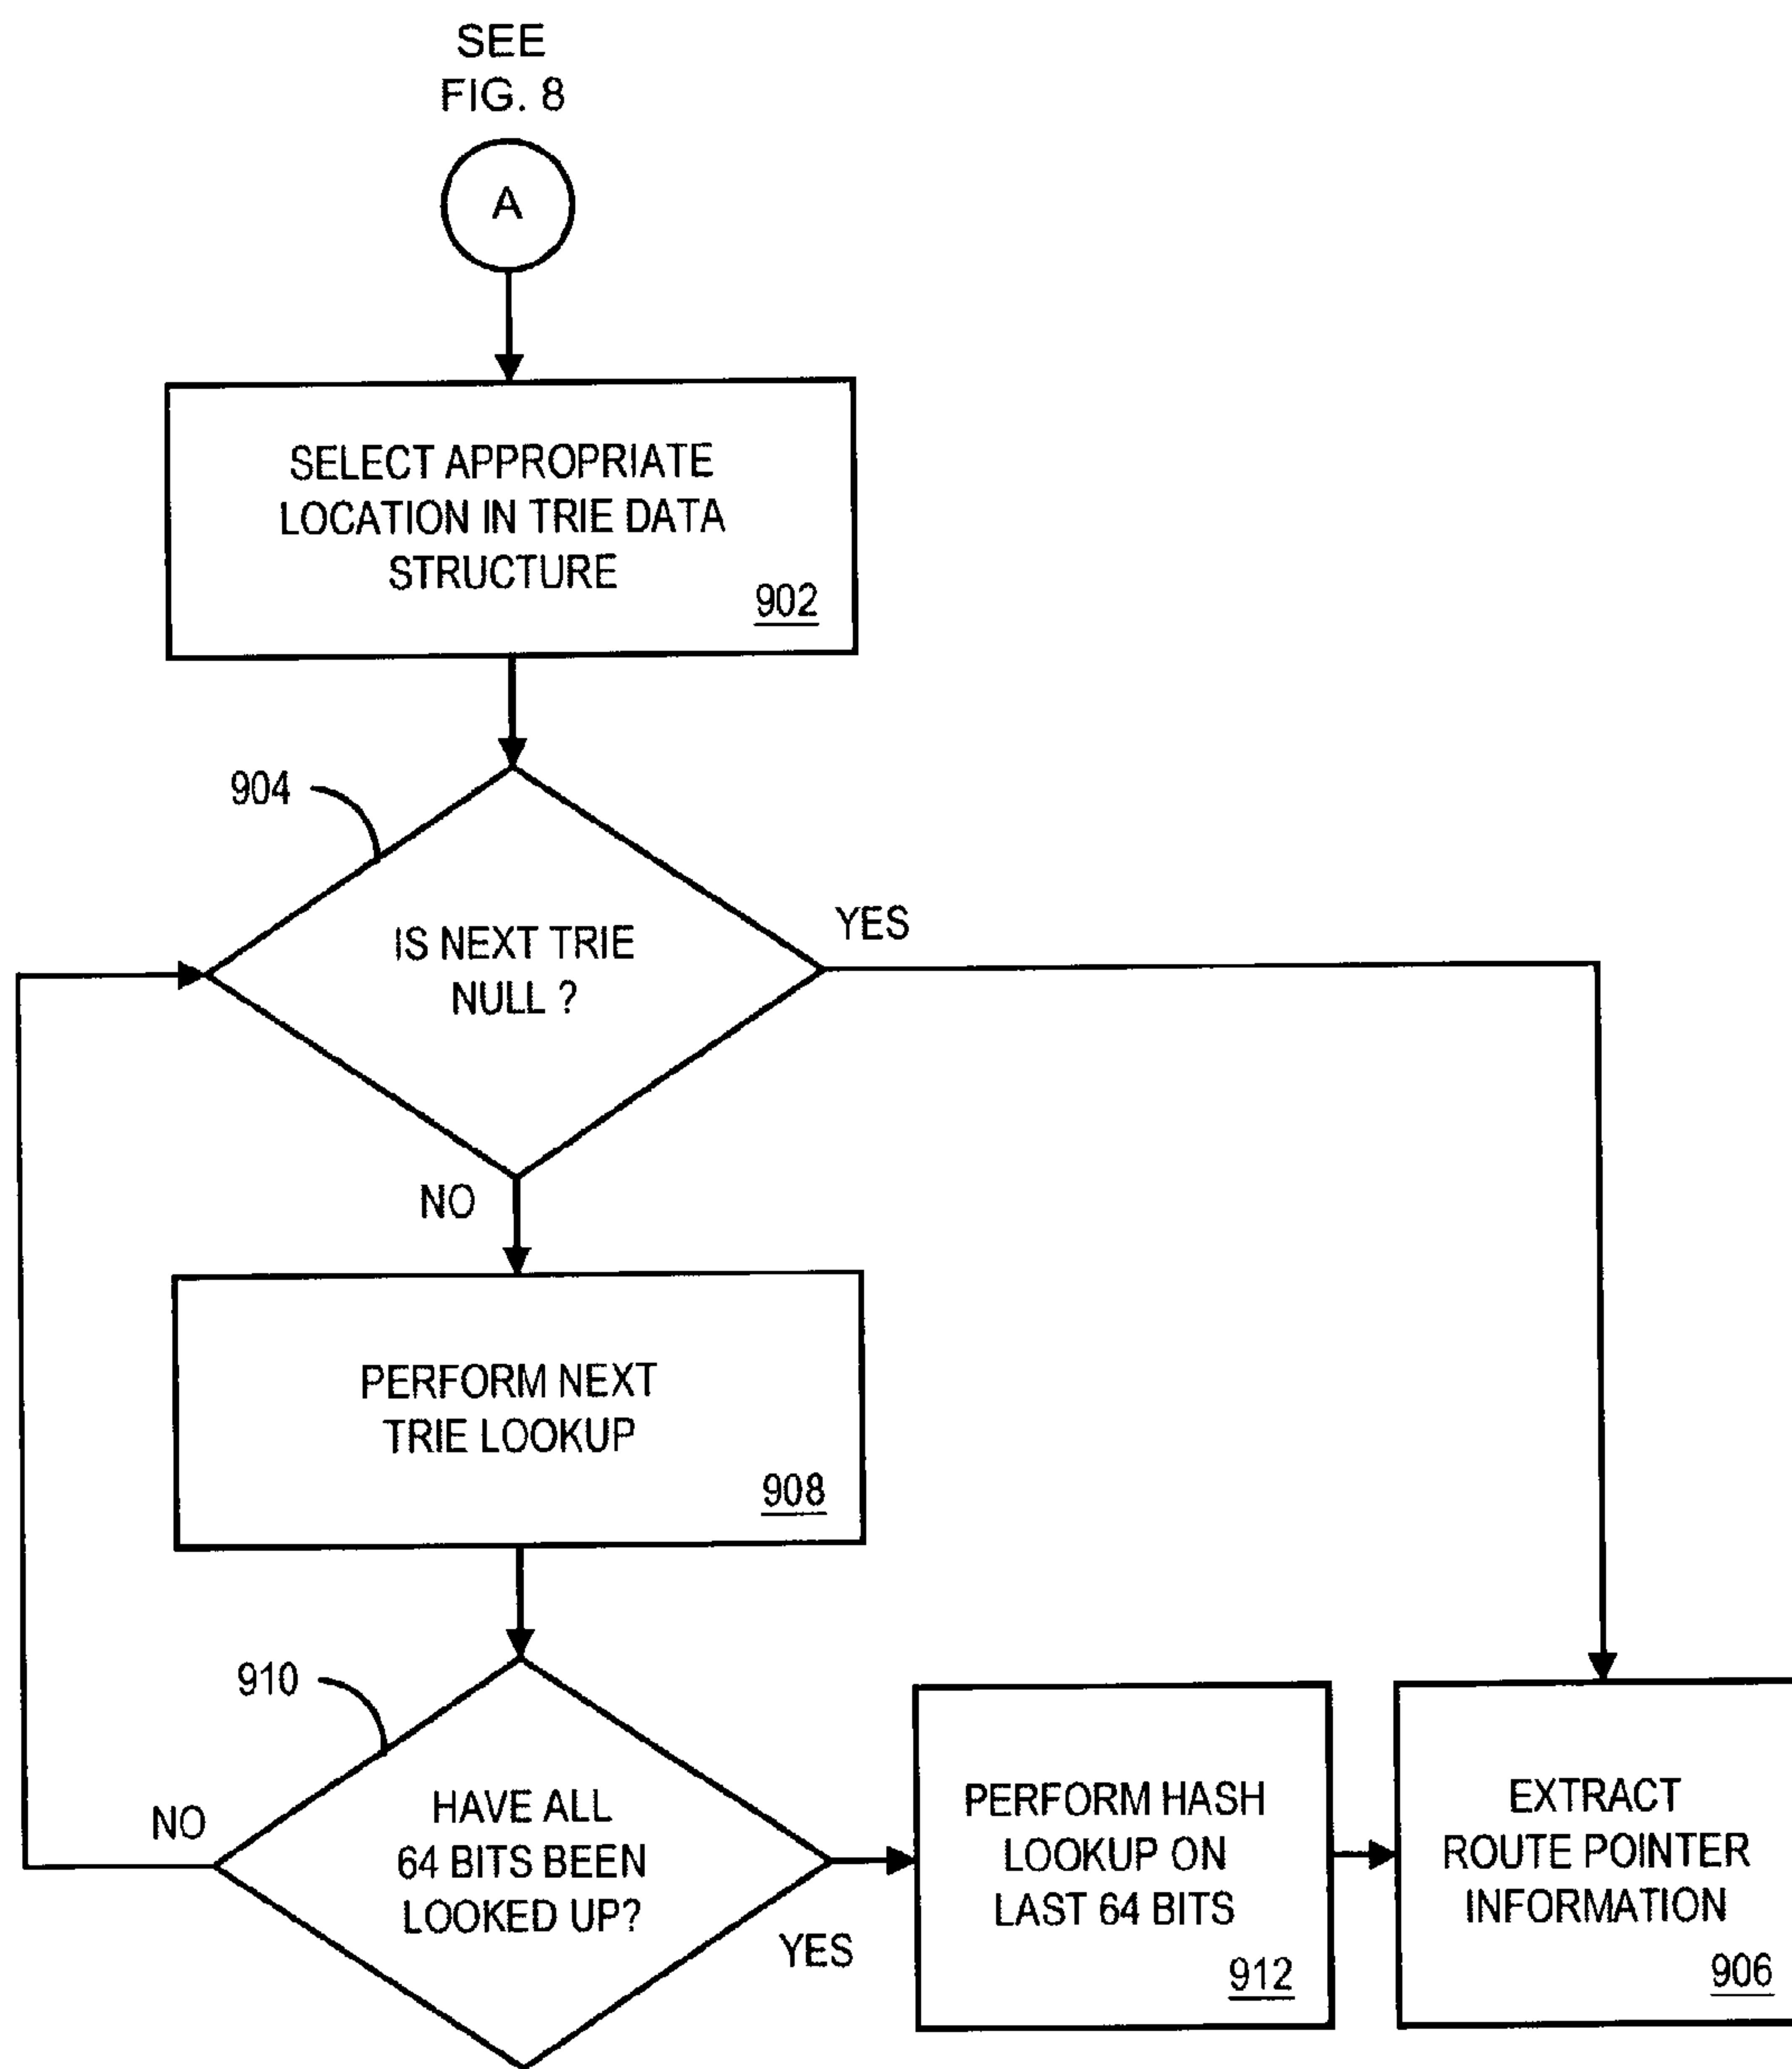 SEE
FIG. 8
A
SELECT APPROPRIATE
LOCATION IN TRIE DATA
STRUCTURE
902
904
IS NEXT TRIE
NULL ?
YES
NO
PERFORM NEXT
TRIE LOOKUP
908
910
HAVE ALL
64 BITS BEEN
LOOKED UP?
NO
YES
PERFORM HASH
LOOKUP ON
LAST 64 BITS
912
EXTRACT
ROUTE POINTER
INFORMATION
906